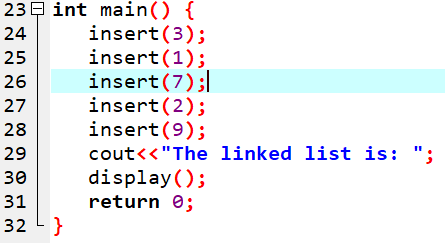 23 int main() {
24 insert(3);
25 insert(1);
26 insert(7);
27 insert(2);
28 insert(9);
29 cout<<"The linked list is: ";
30 display();
31 return 0;
32 }